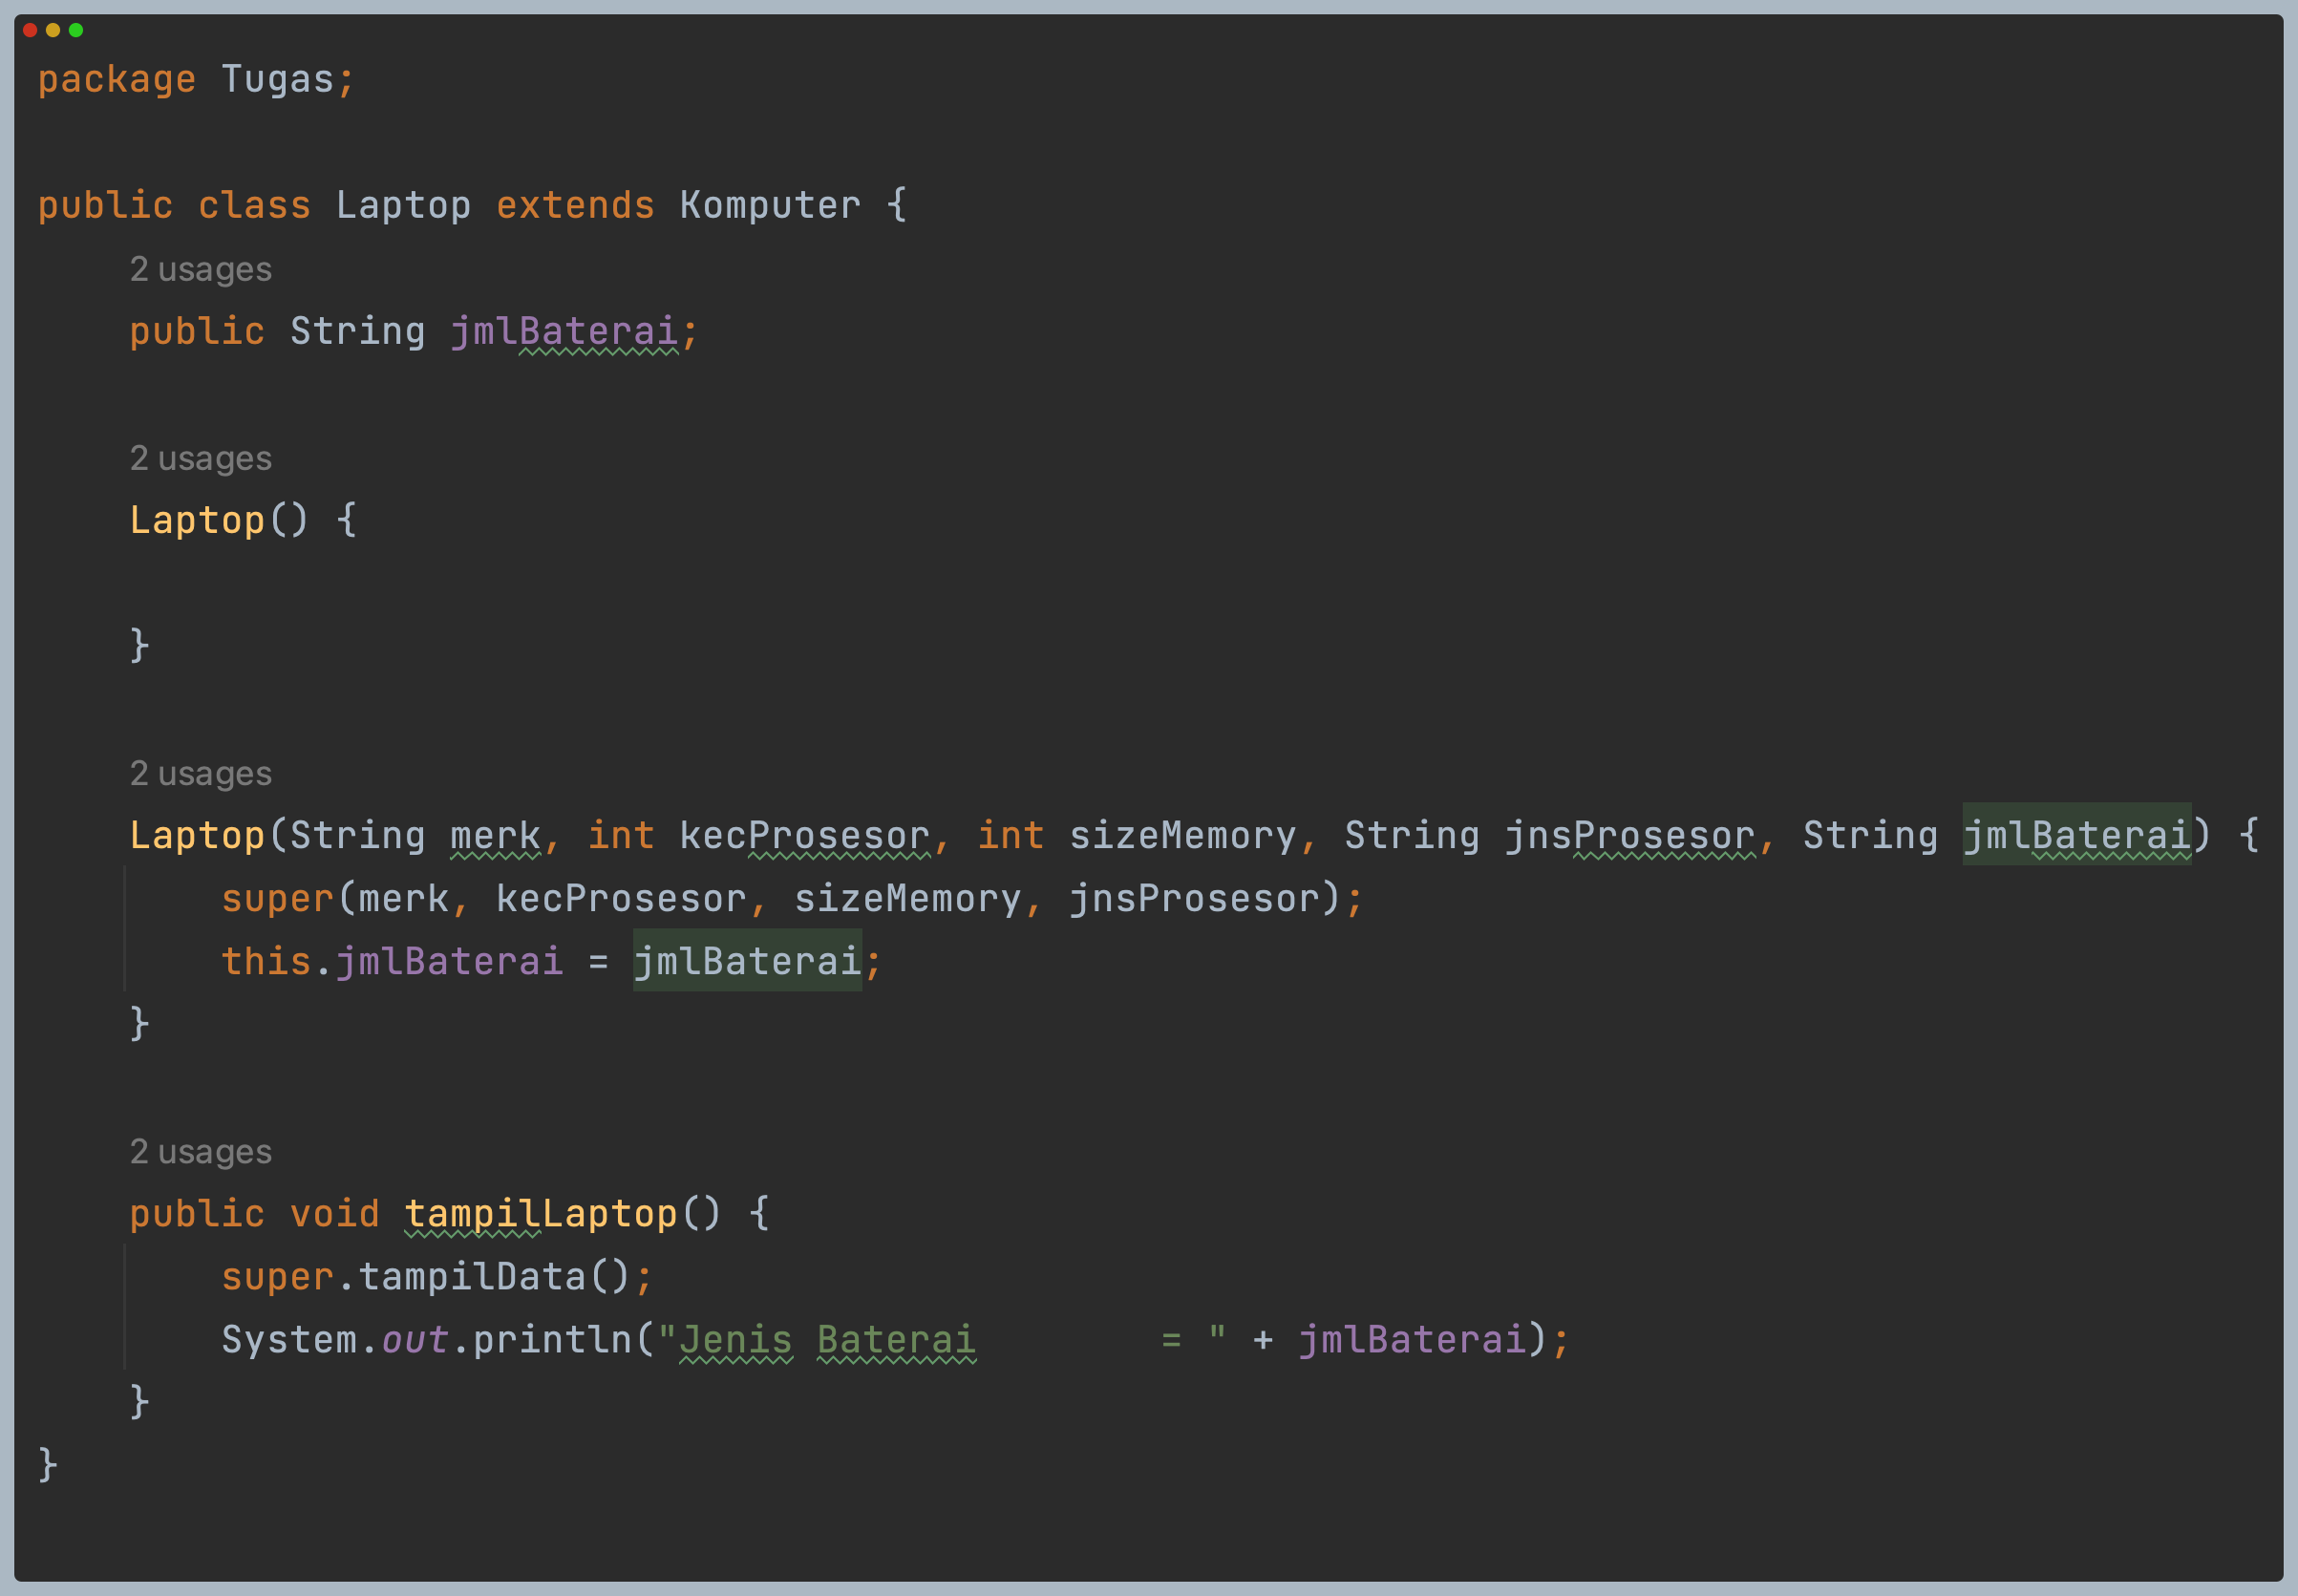 package Tugas;
public class Laptop extends Komputer {
2 usages
public String jmlBaterai;
2 usages
Laptop() {
}
2 usages
Laptop(String merk, int kecProsesor, int sizeMemory, String jnsProsesor, String jmlBaterai) {
super(merk, kecProsesor, sizeMemory, jnsProsesor);
this.jmlBaterai = jmlBaterai;
}
2 usages
public void tampilLaptop() {
super.tampilData();
System.out.println("Jenis Baterai        = " + jmlBaterai);
}
}